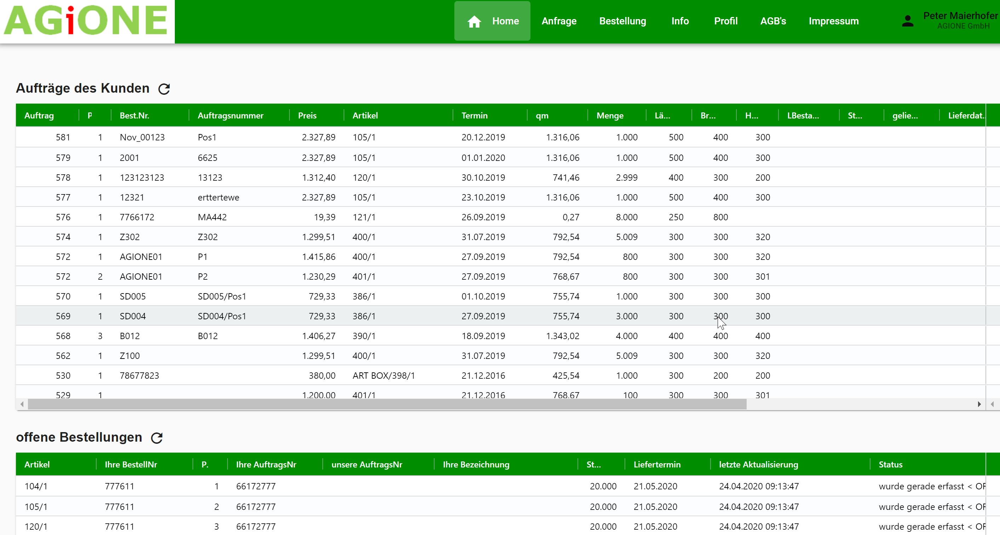 AGiONE
Home Anfrage Bestellung Info Profil AGB's Impressum Peter Maierhofer
AGIONE GmbH
Aufträge des Kunden
Auftrag P Best.Nr. Auftragsnummer Preis Artikel Termin qm Menge Lä... Br... H... LBesta... St... gelie... Lieferdat..
581 1 Nov_00123 Pos1 2.327,89 105/1 20.12.2019 1.316,06 1.000 500 400 300
579 1 2001 6625 2.327,89 105/1 01.01.2020 1.316,06 1.000 500 400 300
578 1 123123123 13123 1.312,40 120/1 30.10.2019 741,46 2.999 400 300 200
577 1 12321 erttertewe 2.327,89 105/1 23.10.2019 1.316,06 1.000 500 400 300
576 1 7766172 MA442 19,39 121/1 26.09.2019 0,27 8.000 250 800
574 1 Z302 Z302 1.299,51 400/1 31.07.2019 792,54 5.009 300 300 320
572 1 AGIONE01 P1 1.415,86 400/1 27.09.2019 792,54 800 300 300 320
572 2 AGIONE01 P2 1.230,29 401/1 27.09.2019 768,67 800 300 300 301
570 1 SD005 SD005/Pos1 729,33 386/1 01.10.2019 755,74 1.000 300 300 300
569 1 SD004 SD004/Pos1 729,33 386/1 27.09.2019 755,74 3.000 300 300 300
568 3 B012 B012 1.406,27 390/1 18.09.2019 1.343,02 4.000 400 400 400
562 1 Z100 1.299,51 400/1 31.07.2019 792,54 5.009 300 300 320
530 1 78677823 380,00 ART BOX/398/1 21.12.2016 425,54 1.000 300 200 200
529 1 1.200,00 401/1 21.12.2016 768,67 100 300 300 301
offene Bestellungen
Artikel Ihre BestellNr P. Ihre AuftragsNr unsere AuftragsNr Ihre Bezeichnung St... Liefertermin letzte Aktualisierung Status
104/1 777611 1 66172777 20.000 21.05.2020 24.04.2020 09:13:47 wurde gerade erfasst <
105/1 777611 2 66172777 20.000 21.05.2020 24.04.2020 09:13:47 wurde gerade erfasst <
120/1 777611 3 66172777 20.000 21.05.2020 24.04.2020 09:13:47 wurde gerade erfasst <